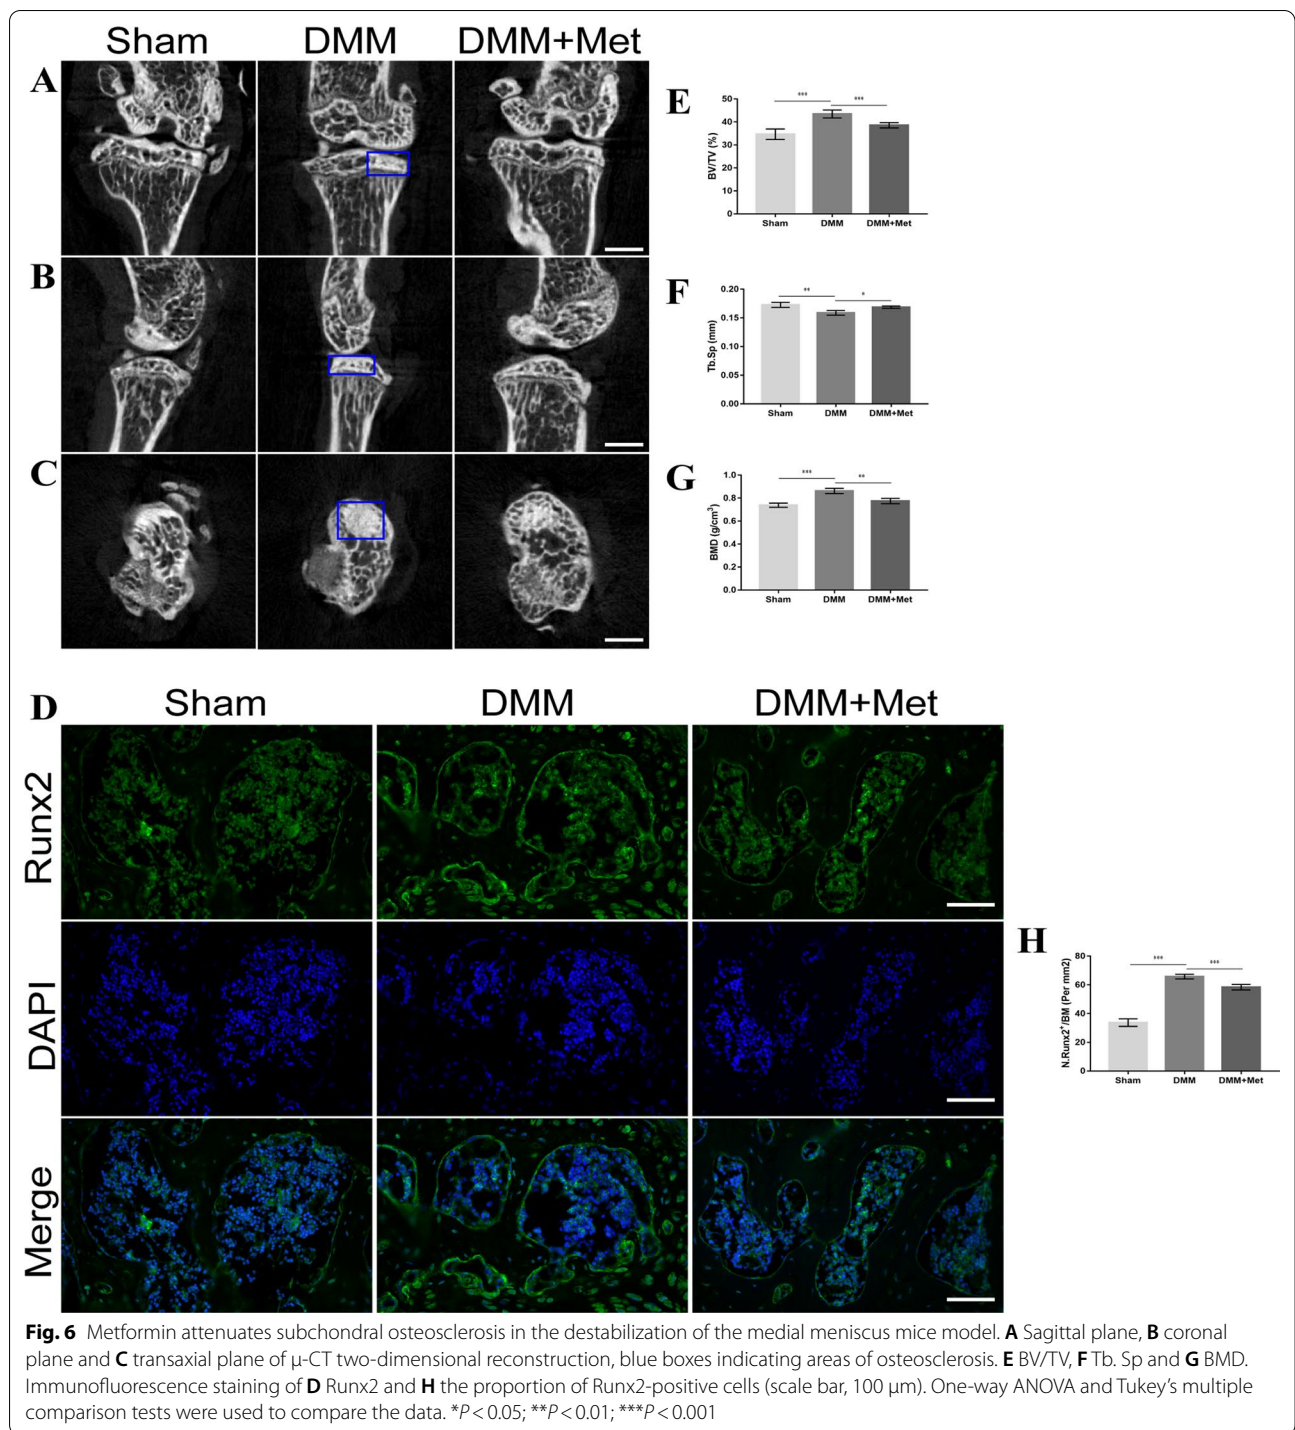 Sham DMM DMM+Met
A
B
C
E
BV/TV (%)
50
40
30
20
10
0
*** ***
Sham DMM DMM+Met
F
Tb.Sp (mm)
0.20
0.15
0.10
0.05
0.00
** *
Sham DMM DMM+Met
G
BMD (g/cm³)
1.0
0.8
0.6
0.4
0.2
0.0
*** **
Sham DMM DMM+Met
D Sham DMM DMM+Met
Runx2
DAPI
Merge
H
N.Runx2⁺/BM (Per mm2)
80
60
40
20
0
*** ***
Sham DMM DMM+Met
Fig. 6 Metformin attenuates subchondral osteosclerosis in the destabilization of the medial meniscus mice model. A Sagittal plane, B coronal
plane and C transaxial plane of μ-CT two-dimensional reconstruction, blue boxes indicating areas of osteosclerosis. E BV/TV, F Tb. Sp and G BMD.
Immunofluorescence staining of D Runx2 and H the proportion of Runx2-positive cells (scale bar, 100 μm). One-way ANOVA and Tukey's multiple
comparison tests were used to compare the data. *P < 0.05; **P < 0.01; ***P < 0.001